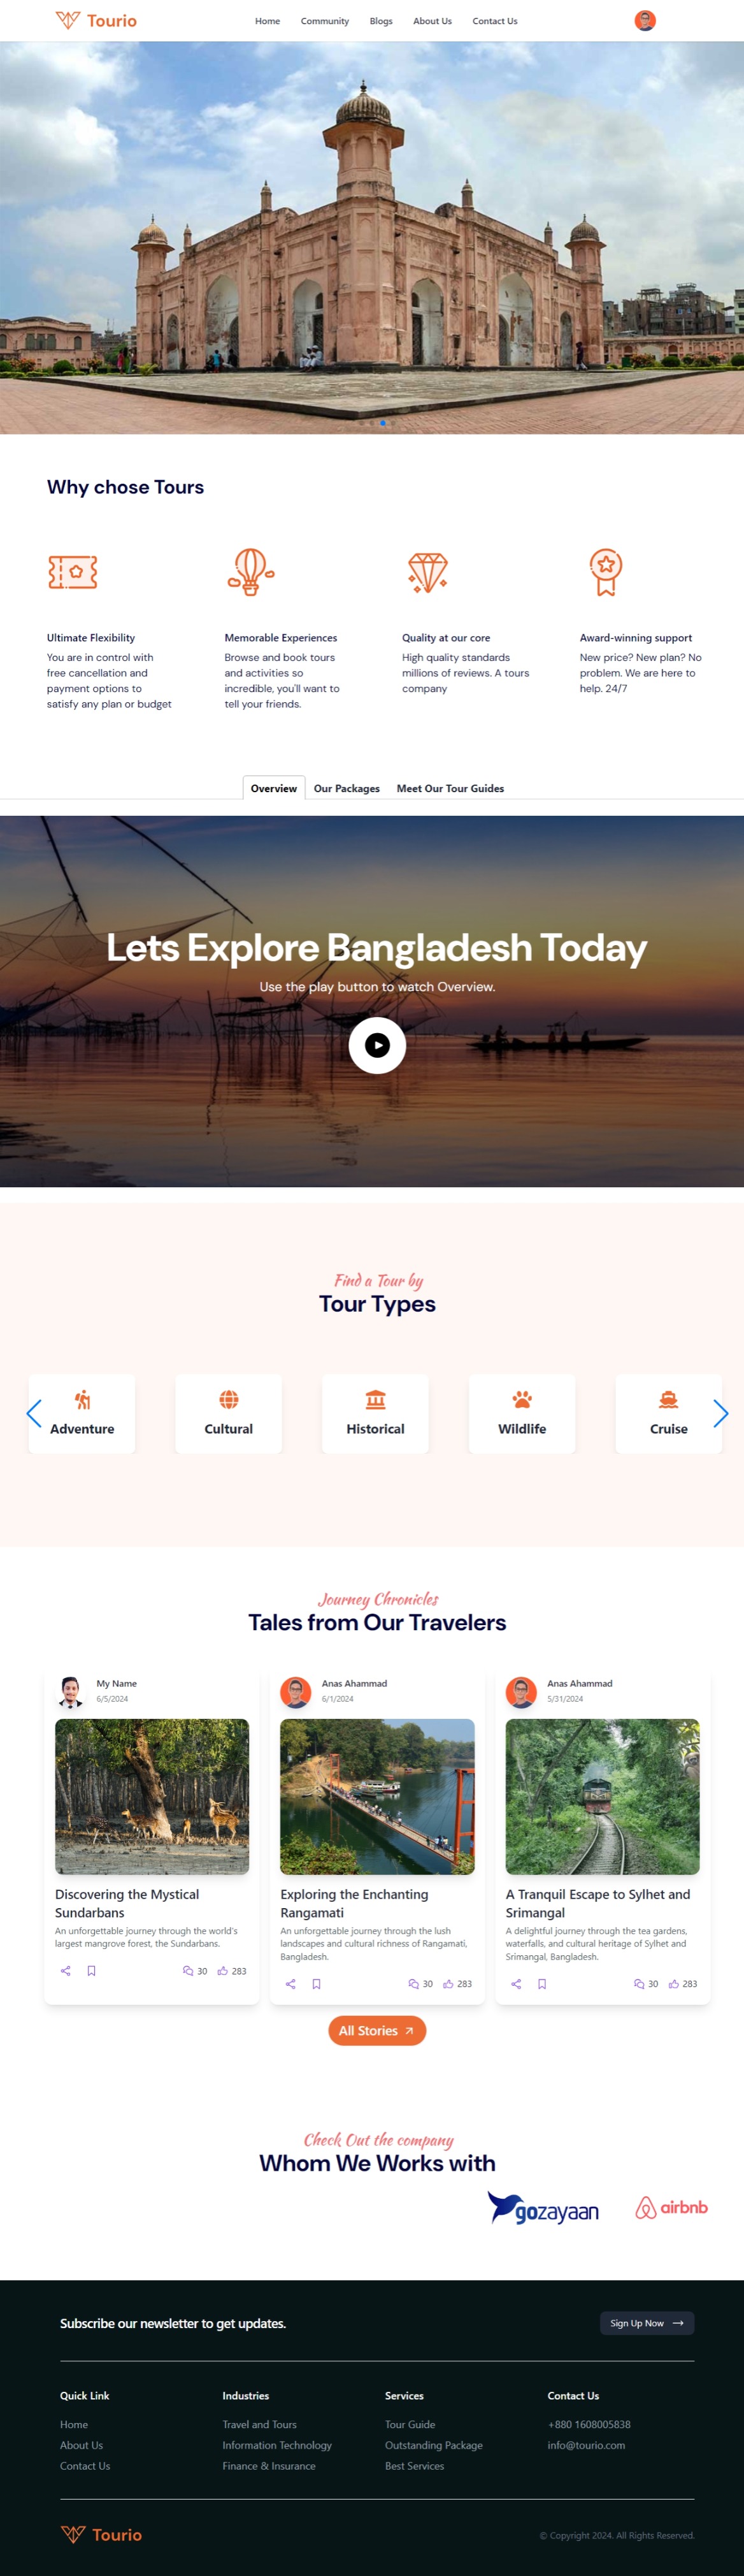 Tourio
Home
Community
Blogs
About Us
Contact Us
Why chose Tours
Ultimate Flexibility
You are in control with
free cancellation and
payment options to
satisfy any plan or budget
Memorable Experiences
Browse and book tours
and activities so
incredible, you'll want to
tell your friends.
Quality at our core
High quality standards
millions of reviews. A tours
company
Award-winning support
New price? New plan? No
problem. We are here to
help. 24/7
Overview
Our Packages
Meet Our Tour Guides
Lets Explore Bangladesh Today
Use the play button to watch Overview.
Find a Tour by
Tour Types
Adventure
Cultural
Historical
Wildlife
Cruise
Journey Chronicles
Tales from Our Travelers
My Name
6/5/2024
Discovering the Mystical
Sundarbans
An unforgettable journey through the world's
largest mangrove forest, the Sundarbans.
30
283
Anas Ahammad
6/1/2024
Exploring the Enchanting
Rangamati
An unforgettable journey through the lush
landscapes and cultural richness of Rangamati,
Bangladesh.
30
283
Anas Ahammad
5/31/2024
A Tranquil Escape to Sylhet and
Srimangal
A delightful journey through the tea gardens,
waterfalls, and cultural heritage of Sylhet and
Srimangal, Bangladesh.
30
283
All Stories
Check Out the company
Whom We Works with
gozayaan
airbnb
Subscribe our newsletter to get updates.
Sign Up Now
Quick Link
Home
About Us
Contact Us
Industries
Travel and Tours
Information Technology
Finance & Insurance
Services
Tour Guide
Outstanding Package
Best Services
Contact Us
+880 1608005838
info@tourio.com
Tourio
© Copyright 2024. All Rights Reserved.